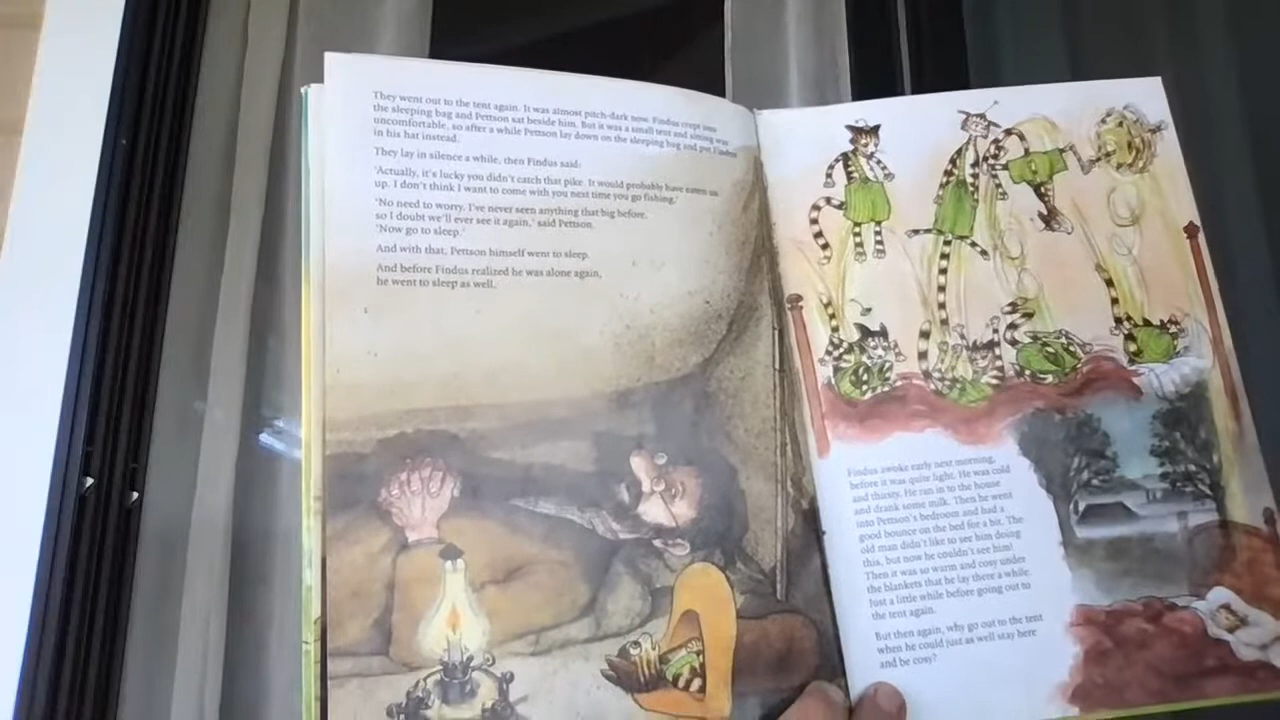 They went out to the tent again. It was almost pitch-dark now. Findus crept into
the sleeping bag and Pettson sat beside him. But it was a small tent and sitting was
uncomfortable, so after a while Pettson lay down on the sleeping bag and put Findus
in his hat instead.
They lay in silence a while, then Findus said:
'Actually, it's lucky you didn't catch that pike. It would probably have eaten us
up. I don't think I want to come with you next time you go fishing.'
'No need to worry. I've never seen anything that big before,
so I doubt we'll ever see it again,' said Pettson.
'Now go to sleep.'
And with that, Pettson himself went to sleep.
And before Findus realized he was alone again,
he went to sleep as well.
Findus awoke early next morning,
before it was quite light. He was cold
and thirsty. He ran in to the house
and drank some milk. Then he went
into Pettson's bedroom and had a
good bounce on the bed for a bit. The
old man didn't like to see him doing
this, but now he couldn't see him!
Then it was so warm and cosy under
the blankets that he lay there a while.
Just a little while before going out to
the tent again.
But then again, why go out to the tent
when he could just as well stay here
and be cosy?